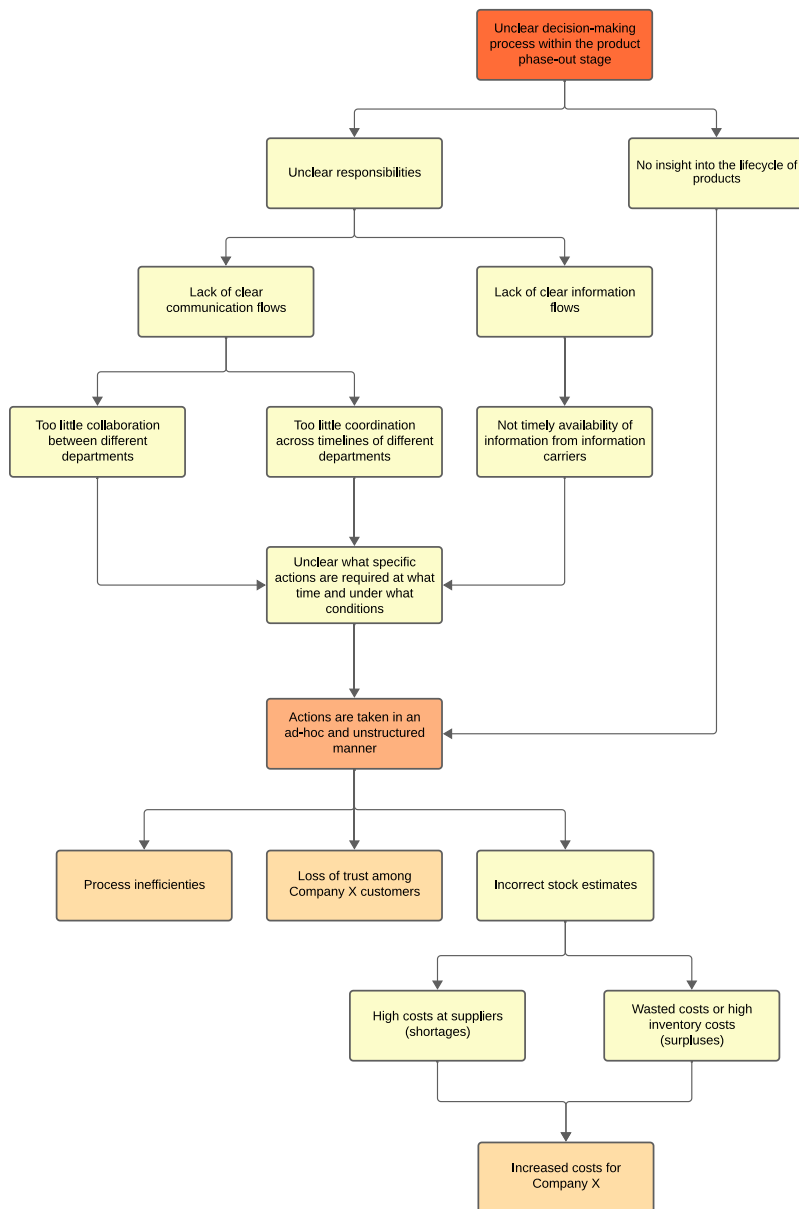 Unclear decision-making
process within the product
phase-out stage
Unclear responsibilities
No insight into the lifecycle of
products
Lack of clear
communication flows
Lack of clear information
flows
Too little collaboration
between different
departments
Too little coordination
across timelines of different
departments
Not timely availability of
information from information
carriers
Unclear what specific
actions are required at what
time and under what
conditions
Actions are taken in an
ad-hoc and unstructured
manner
Process inefficienties
Loss of trust among
Company X customers
Incorrect stock estimates
High costs at suppliers
(shortages)
Wasted costs or high
inventory costs
(surpluses)
Increased costs for
Company X